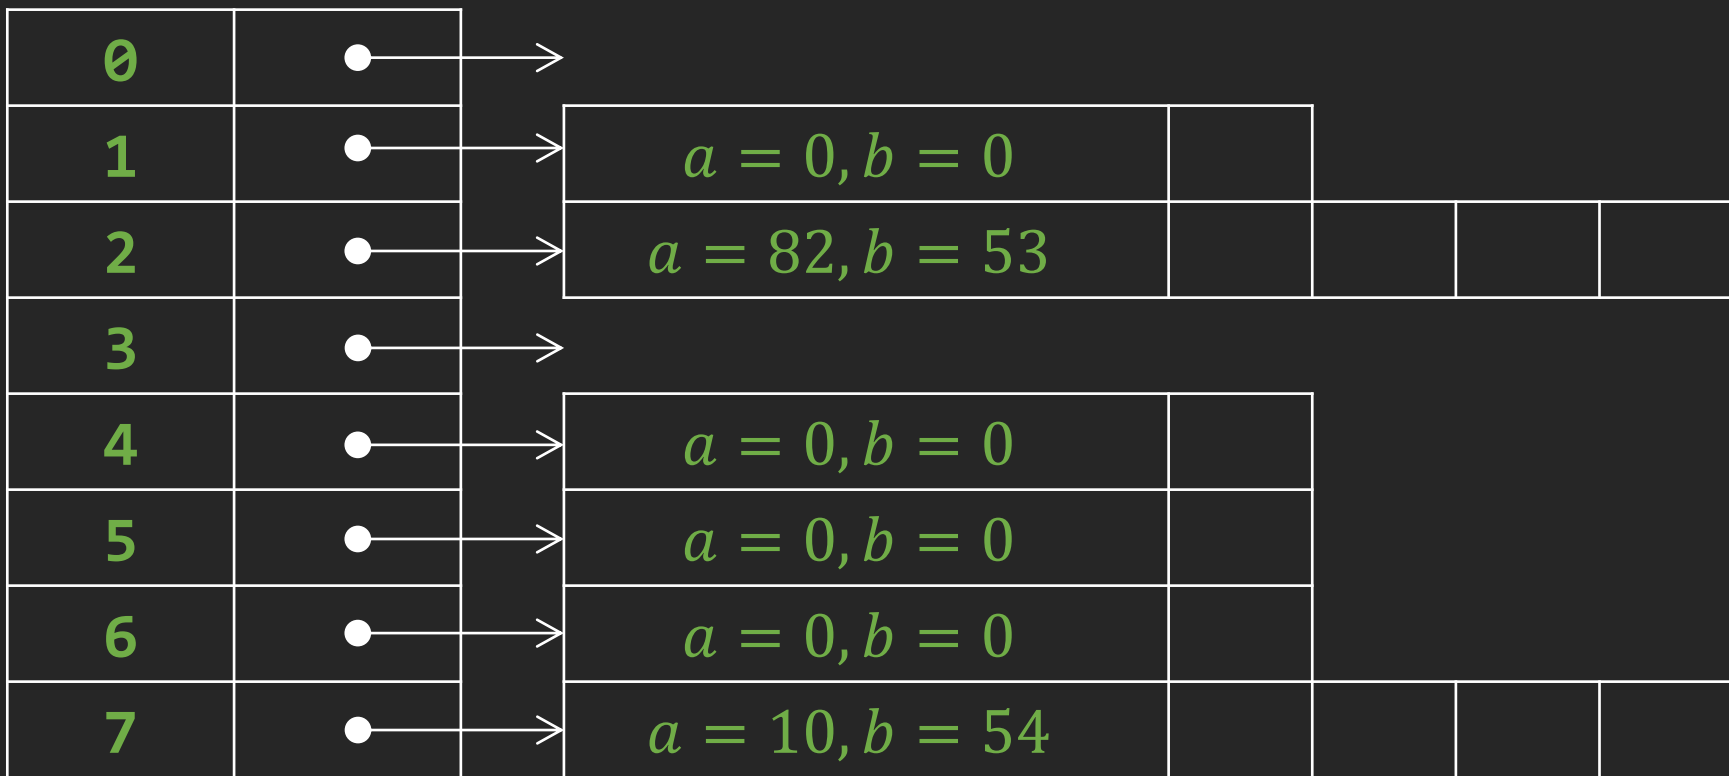 0
1 a = 0, b = 0
2 a = 82, b = 53
3
4 a = 0, b = 0
5 a = 0, b = 0
6 a = 0, b = 0
7 a = 10, b = 54